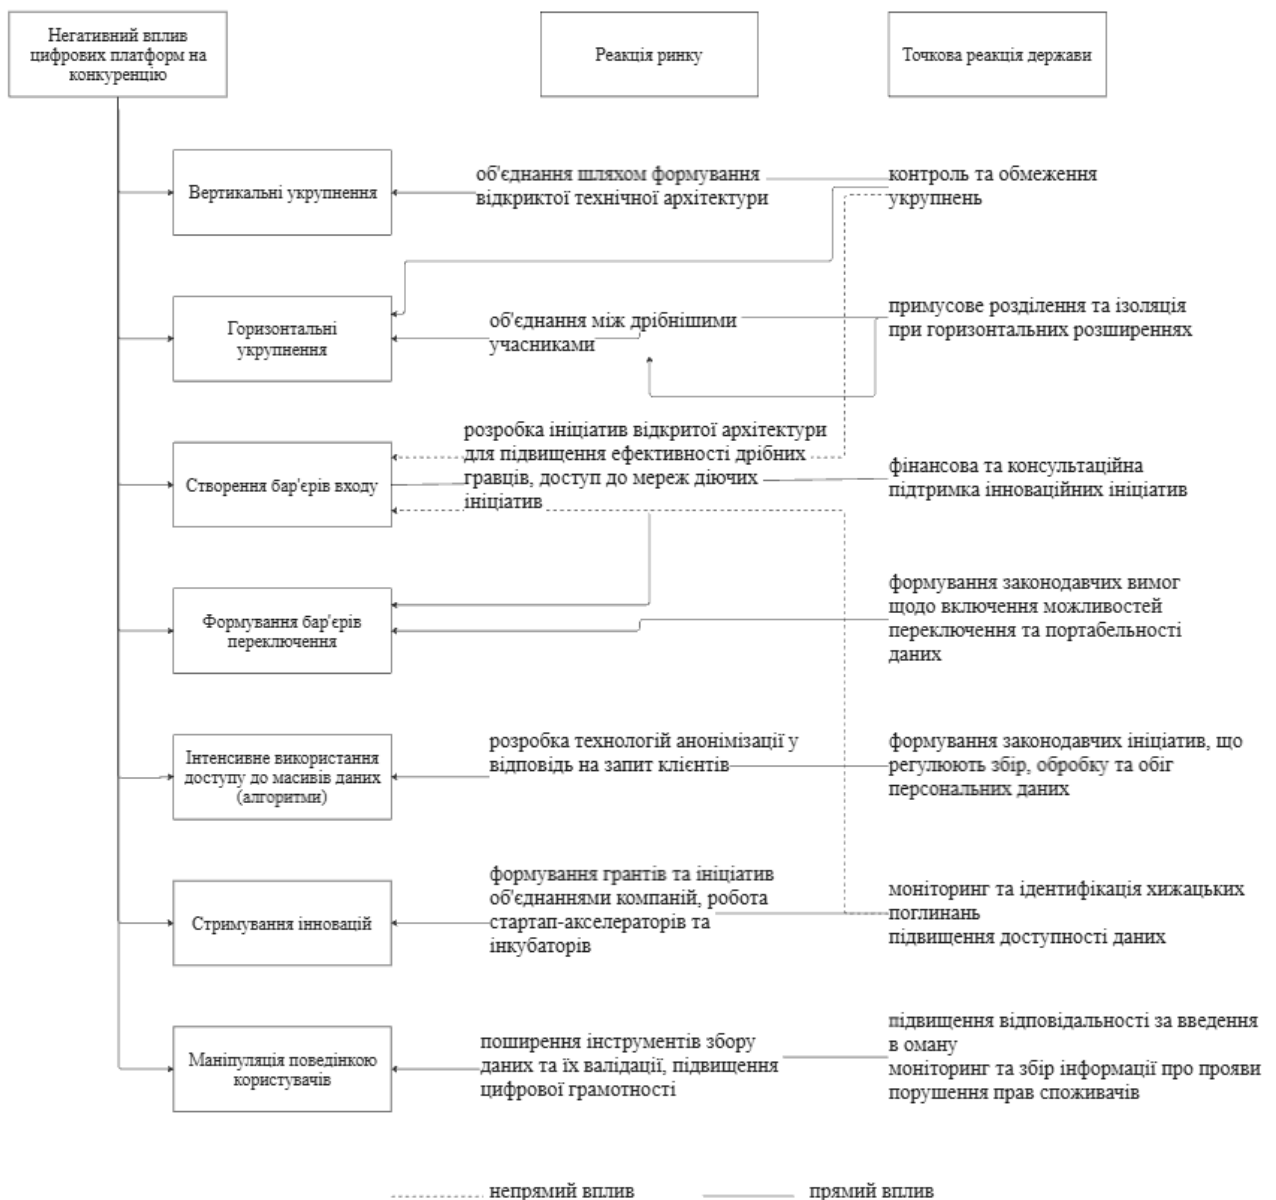 Негативний вплив
цифрових платформ на
конкуренцію
Реакція ринку
Точкова реакція держави
Вертикальні укрупнення
об'єднання шляхом формування
відкриктої технічної архітектури
контроль та обмеження
укрупнень
Горизонтальні
укрупнення
об'єднання між дрібнішими
учасниками
примусове розділення та ізоляція
при горизонтальних розширеннях
Створення бар'єрів входу
розробка ініціатив відкритої архітектури
для підвищення ефективності дрібних
гравців, доступ до мереж діючих
ініціатив
фінансова та консультаційна
підтримка інноваційних ініціатив
Формування бар'єрів
переключення
формування законодавчих вимог
щодо включення можливостей
переключення та портабельності
даних
Інтенсивне використання
доступу до масивів даних
(алгоритми)
розробка технологій анонімізації у
відповідь на запит клієнтів
формування законодавчих ініціатив, що
регулюють збір, обробку та обіг
персональних даних
Стримування інновацій
формування грантів та ініціатив
об'єднаннями компаній, робота
стартап-акселераторів та
інкубаторів
моніторинг та ідентифікація хижацьких
поглинань
підвищення доступності даних
Маніпуляція поведінкою
користувачів
поширення інструментів збору
даних та їх валідації, підвищення
цифрової грамотності
підвищення відповідальності за введення
в оману
моніторинг та збір інформації про прояви
порушення прав споживачів
непрямий вплив
прямий вплив